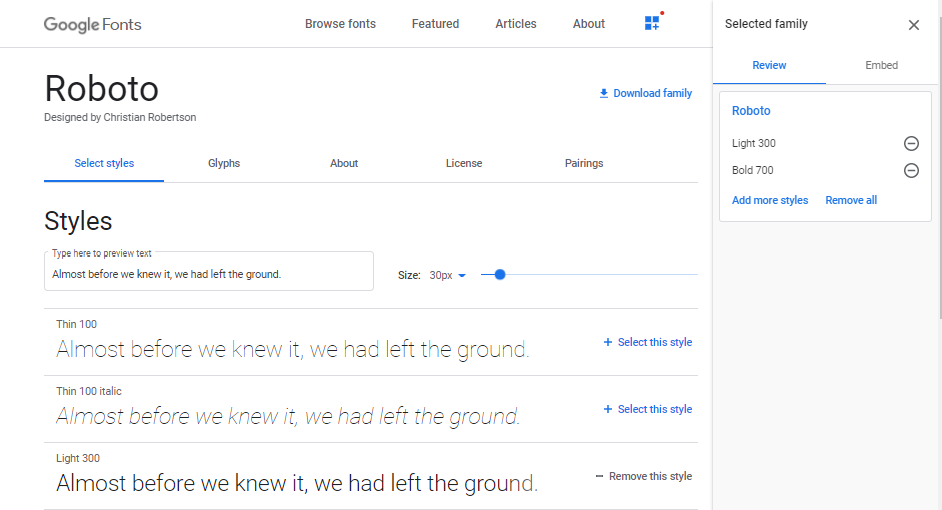 Google Fonts
Browse fonts
Featured
Articles
About
Roboto
Designed by Christian Robertson
Download family
Select styles
Glyphs
About
License
Pairings
Styles
Type here to preview text
Almost before we knew it, we had left the ground.
Size: 30px
Thin 100
Almost before we knew it, we had left the ground.
+ Select this style
Thin 100 italic
Almost before we knew it, we had left the ground.
+ Select this style
Light 300
Almost before we knew it, we had left the ground.
− Remove this style
Selected family
Review
Embed
Roboto
Light 300
Bold 700
Add more styles
Remove all